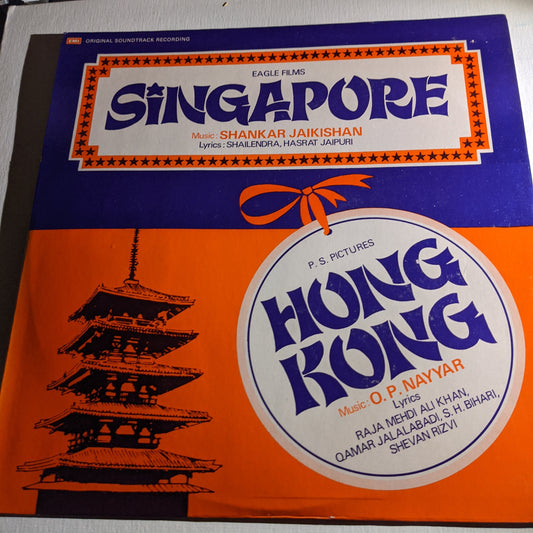 EMI ORIGINAL SOUNDTRACK RECORDING
EAGLE FILMS
SiNGAPORE
Music: SHANKAR JAIKISHAN
Lyrics: SHAILENDRA, HASRAT JAIPURI
P. S. PICTURES
HONG
KONG
Music: O. P. NAYYAR
Lyrics
RAJA MEHDI ALI KHAN,
QAMAR JALALABADI, S. H. BIHARI,
SHEVAN RIZVI